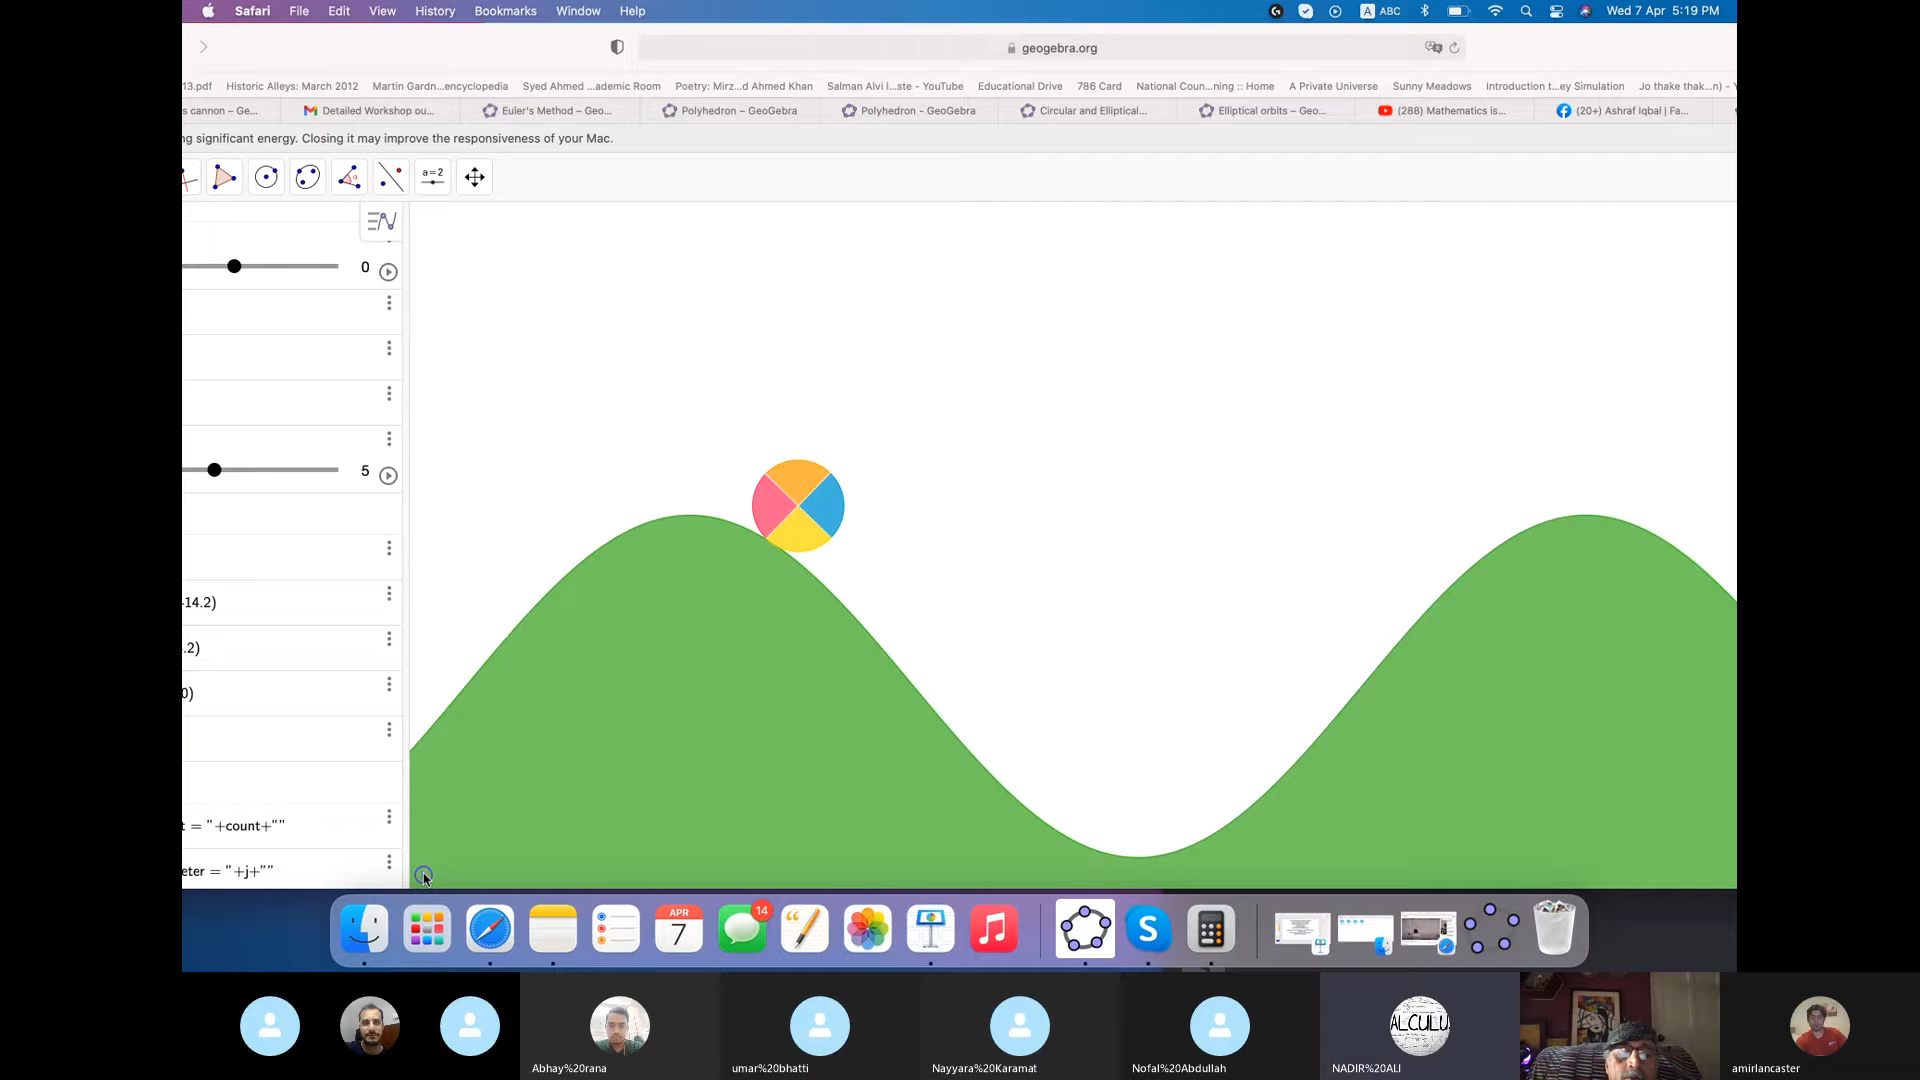 Safari File Edit View History Bookmarks Window Help ABC Wed 7 Apr 5:19 PM
geogebra.org
13.pdf Historic Alleys: March 2012 Martin Gardn...encyclopedia Syed Ahmed ...ademic Room Poetry: Mirz...d Ahmed Khan Salman Alvi l...ste - YouTube Educational Drive 786 Card National Coun...ning :: Home A Private Universe Sunny Meadows Introduction t...ey Simulation Jo thake thak...n) -
s cannon – Ge... Detailed Workshop ou... Euler's Method – Geo... Polyhedron – GeoGebra Polyhedron - GeoGebra Circular and Elliptical... Elliptical orbits – Geo... (288) Mathematics is... (20+) Ashraf Iqbal | Fa...
ng significant energy. Closing it may improve the responsiveness of your Mac.
a=2
0
5
-14.2)
.2)
0)
t = "+count+""
eter = "+j+""
APR
7
14
S
ALCULU
Abhay%20rana umar%20bhatti Nayyara%20Karamat Nofal%20Abdullah NADIR%20ALI amirlancaster